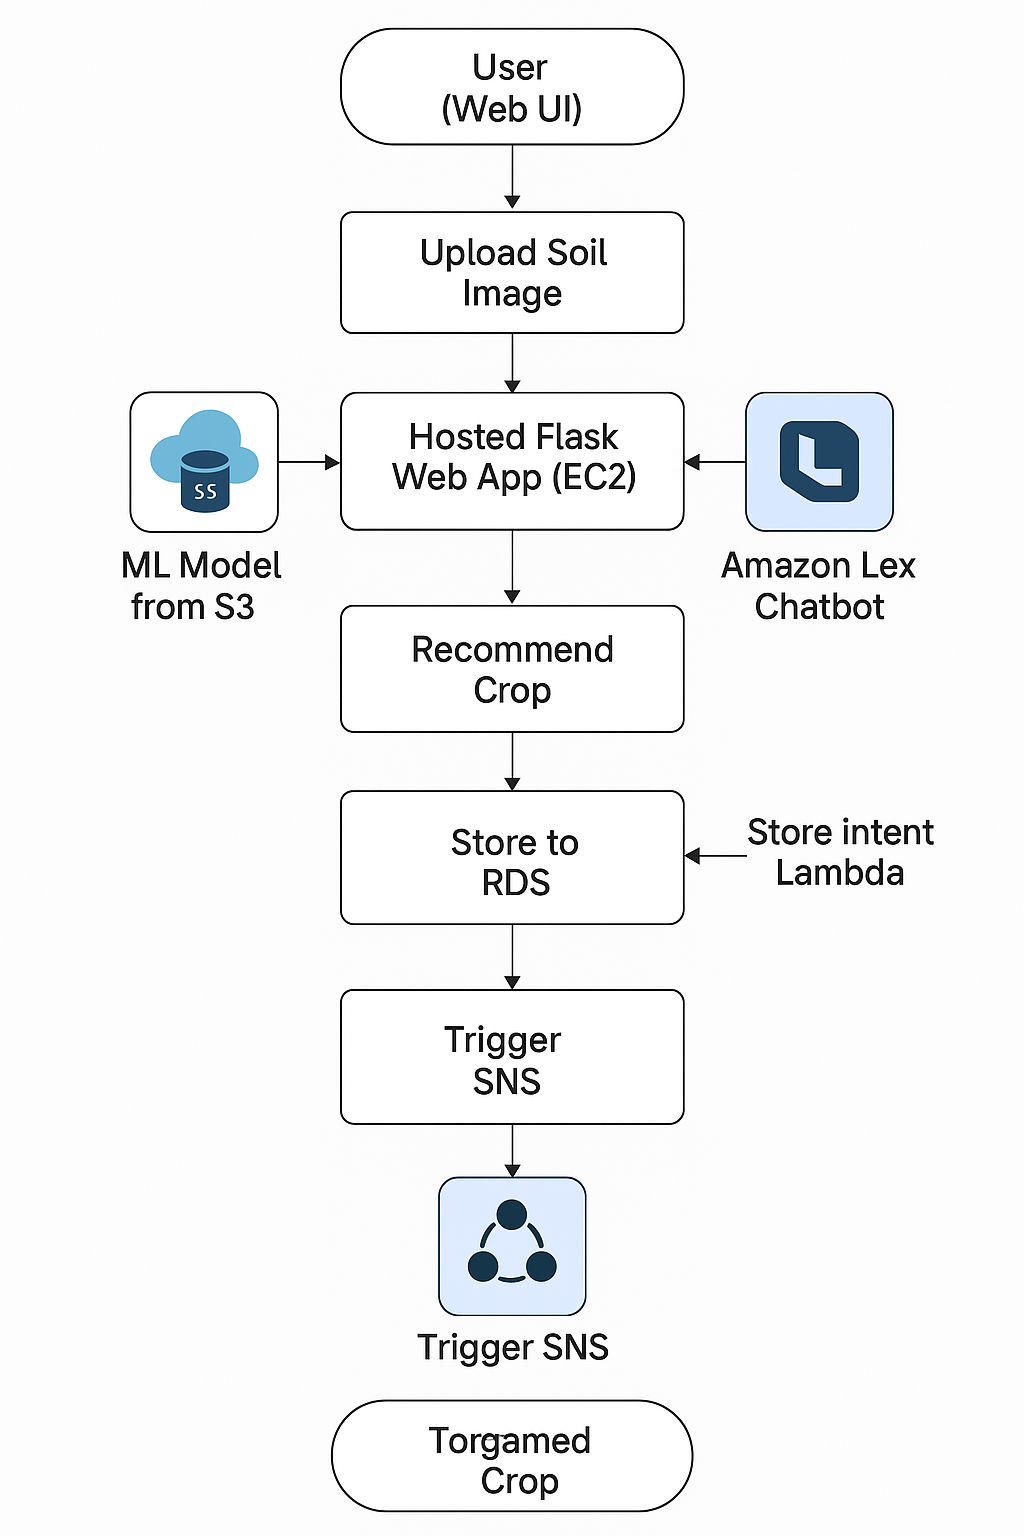 User
(Web UI)
Upload Soil
Image
Hosted Flask
Web App (EC2)
SS
ML Model
from S3
Amazon Lex
Chatbot
Recommend
Crop
Store to
RDS
Store intent
Lambda
Trigger
SNS
Trigger SNS
Torgamed
Crop